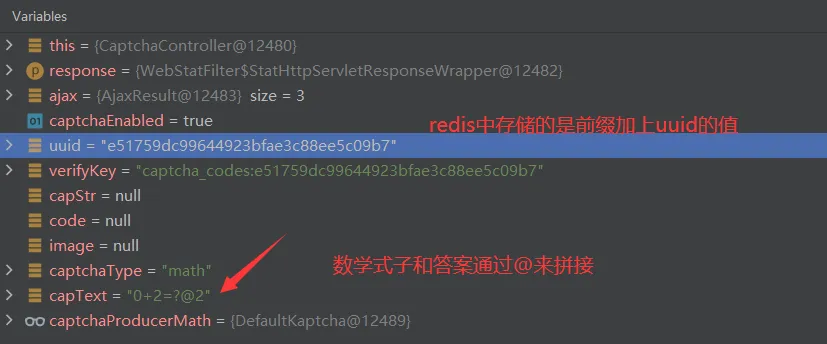 Variables
this = {CaptchaController@12480}
response = {WebStatFilter$StatHttpServletResponseWrapper@12482}
ajax = {AjaxResult@12483}  size = 3
captchaEnabled = true
redis中存储的是前缀加上uuid的值
uuid = "e51759dc99644923bfae3c88ee5c09b7"
verifyKey = "captcha_codes:e51759dc99644923bfae3c88ee5c09b7"
capStr = null
code = null
image = null
数学式子和答案通过@来拼接
captchaType = "math"
capText = "0+2=?@2"
captchaProducerMath = {DefaultKaptcha@12489}